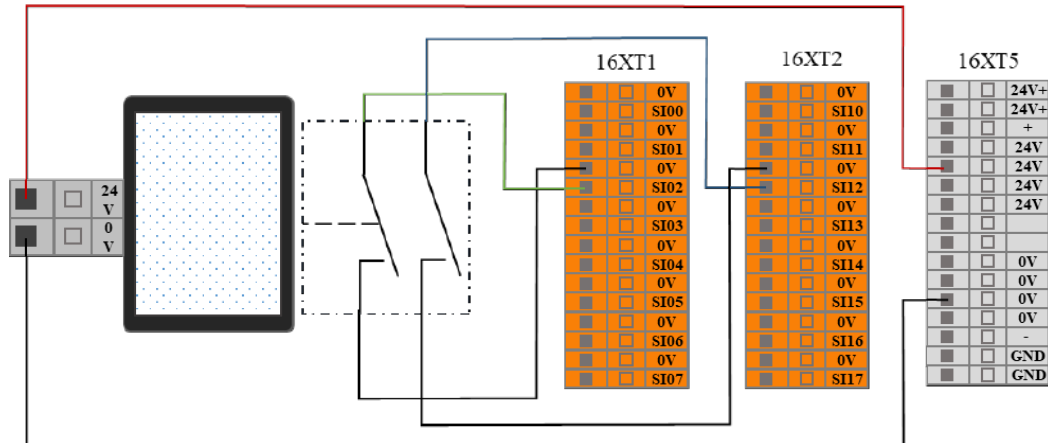 16XT1
16XT2
16XT5
24
V
0
V
0V
SI00
0V
SI01
0V
SI02
0V
SI03
0V
SI04
0V
SI05
0V
SI06
0V
SI07
0V
SI10
0V
SI11
0V
SI12
0V
SI13
0V
SI14
0V
SI15
0V
SI16
0V
SI17
24V+
24V+
+
24V
24V
24V
24V
0V
0V
0V
0V
-
GND
GND